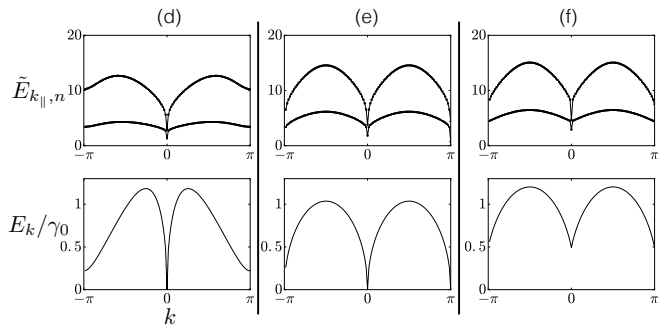 (d) (e) (f)
20 20 20
Ẽ_{k∥,n} 10 10 10
0 0 0
−π 0 π −π 0 π −π 0 π
1 1 1
E_k/γ_0 0.5 0.5 0.5
0 0 0
−π 0 π −π 0 π −π 0 π
k